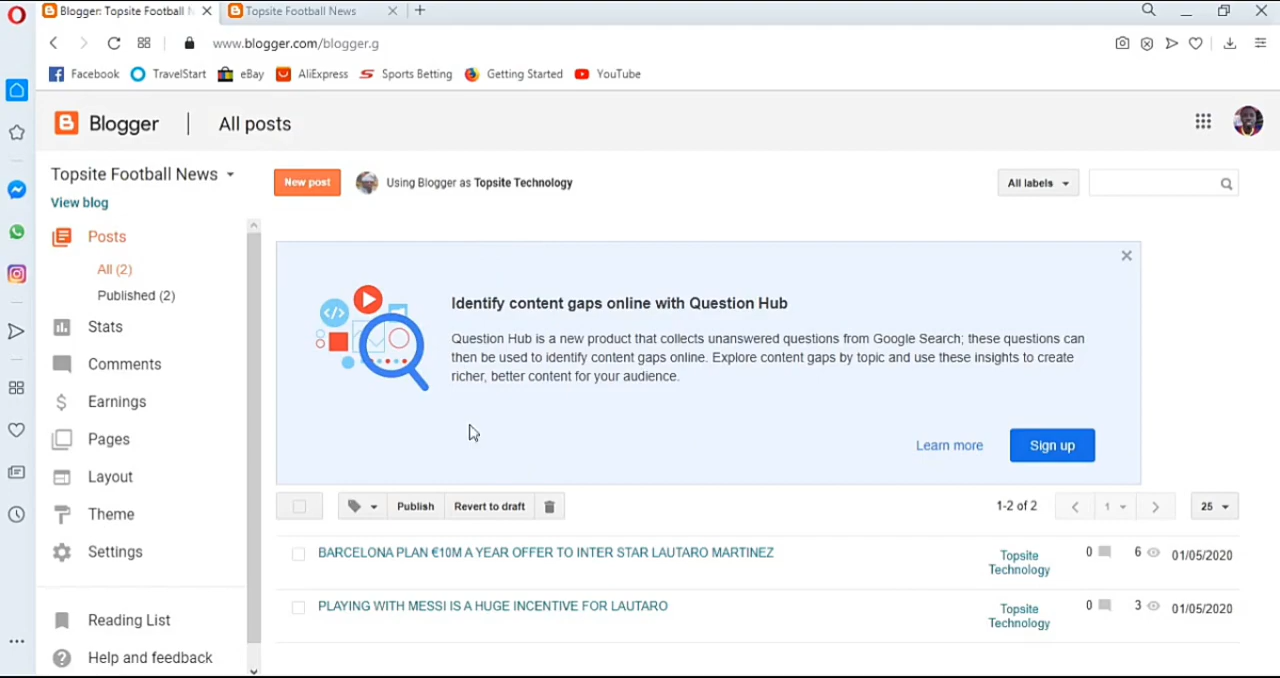 Blogger: Topsite Football N
Topsite Football News
www.blogger.com/blogger.g
Facebook
TravelStart
eBay
AliExpress
Sports Betting
Getting Started
YouTube
Blogger
All posts
Topsite Football News
View blog
New post
Using Blogger as Topsite Technology
All labels
Posts
All (2)
Published (2)
Stats
Comments
Earnings
Pages
Layout
Theme
Settings
Reading List
Help and feedback
Identify content gaps online with Question Hub
Question Hub is a new product that collects unanswered questions from Google Search; these questions can
then be used to identify content gaps online. Explore content gaps by topic and use these insights to create
richer, better content for your audience.
Learn more
Sign up
Publish
Revert to draft
1-2 of 2
1
25
BARCELONA PLAN €10M A YEAR OFFER TO INTER STAR LAUTARO MARTINEZ
Topsite
Technology
0
6
01/05/2020
PLAYING WITH MESSI IS A HUGE INCENTIVE FOR LAUTARO
Topsite
Technology
0
3
01/05/2020